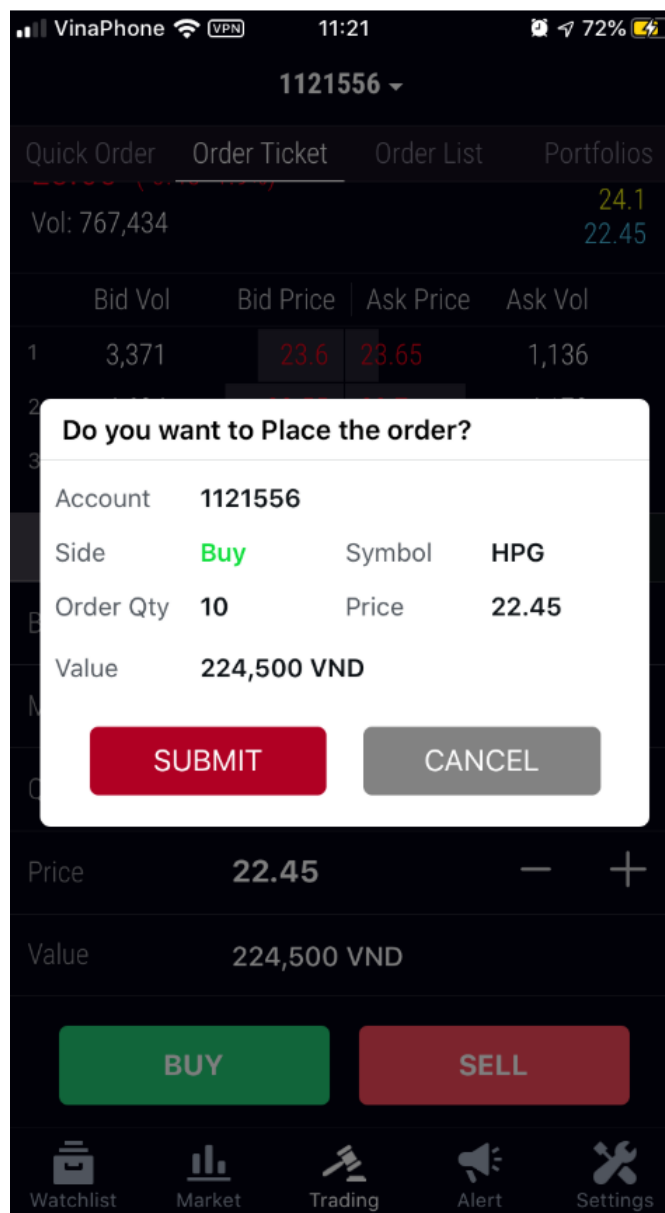 VinaPhone VPN 11:21 72%
1121556
Quick Order Order Ticket Order List Portfolios
24.1
Vol: 767,434 22.45
Bid Vol Bid Price Ask Price Ask Vol
1 3,371 23.6 23.65 1,136
2
Do you want to Place the order?
3
Account 1121556
Side Buy Symbol HPG
Order Qty 10 Price 22.45
Value 224,500 VND
SUBMIT CANCEL
Price 22.45 − +
Value 224,500 VND
BUY SELL
Watchlist Market Trading Alert Settings